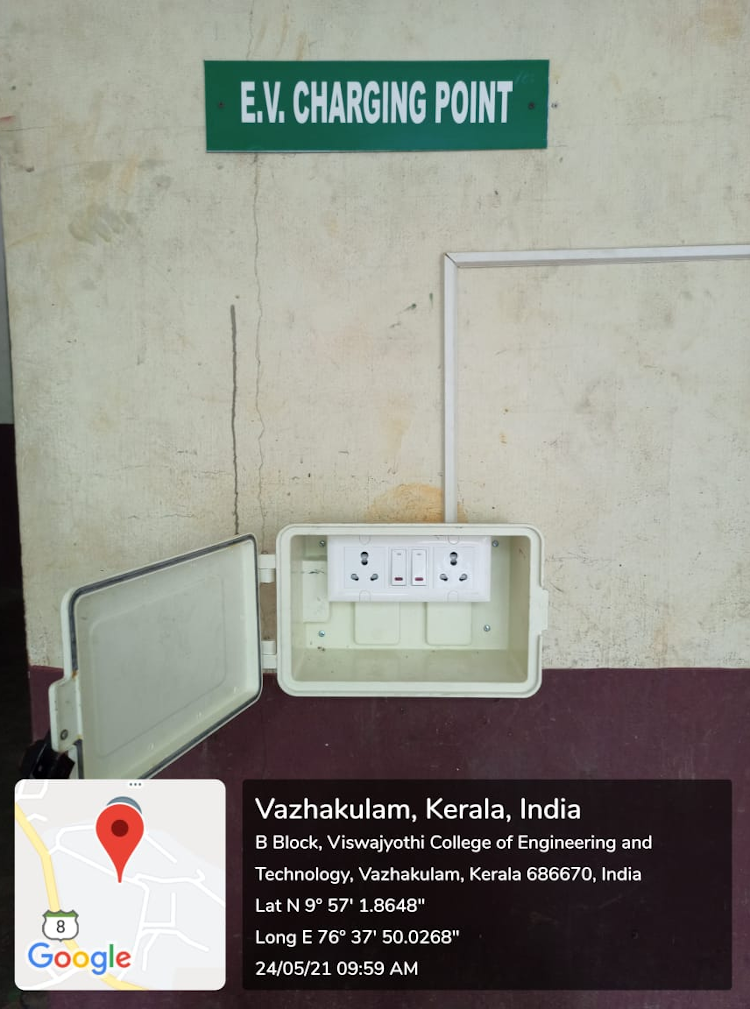 E.V. CHARGING POINT
Vazhakulam, Kerala, India
B Block, Viswajyothi College of Engineering and
Technology, Vazhakulam, Kerala 686670, India
Lat N 9° 57' 1.8648"
Long E 76° 37' 50.0268"
24/05/21 09:59 AM
8
Google